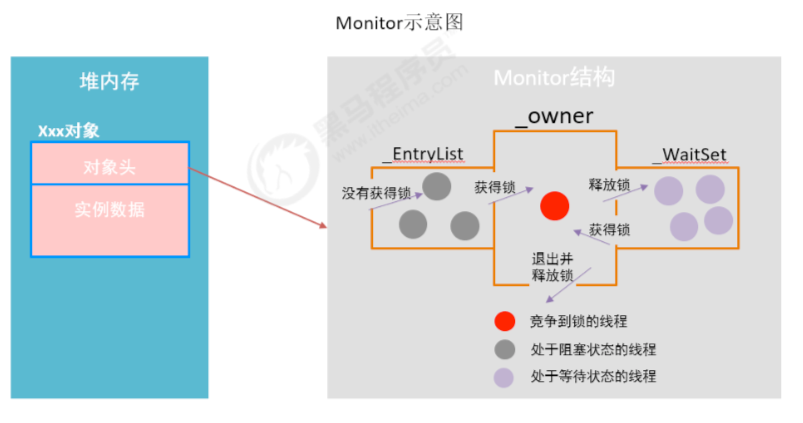 Monitor示意图
堆内存
Xxx对象
对象头
实例数据
黑马程序员
www.itheima.com
Monitor结构
_owner
_EntryList
_WaitSet
没有获得锁
获得锁
释放锁
获得锁
退出并
释放锁
竞争到锁的线程
处于阻塞状态的线程
处于等待状态的线程